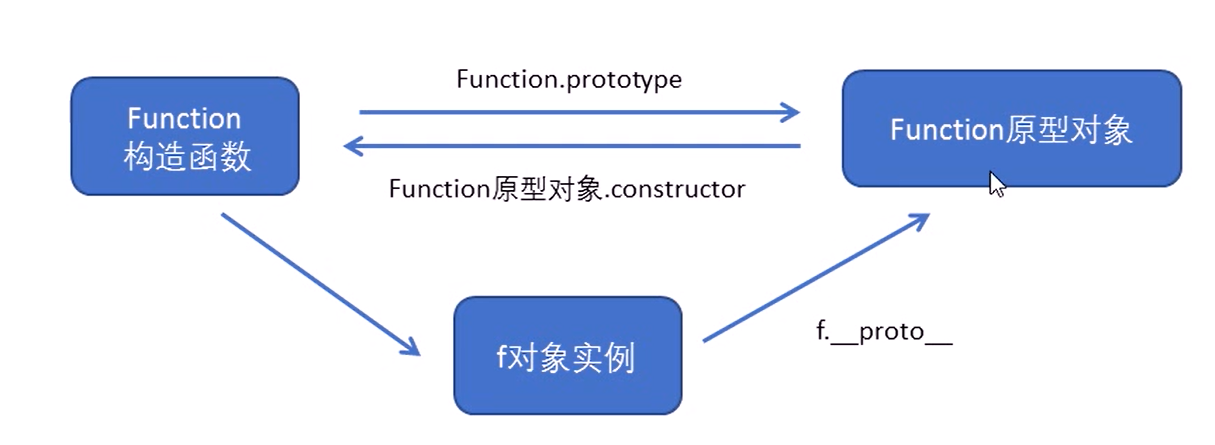 Function.prototype
Function
构造函数
Function原型对象
Function原型对象.constructor
f.__proto__
f对象实例